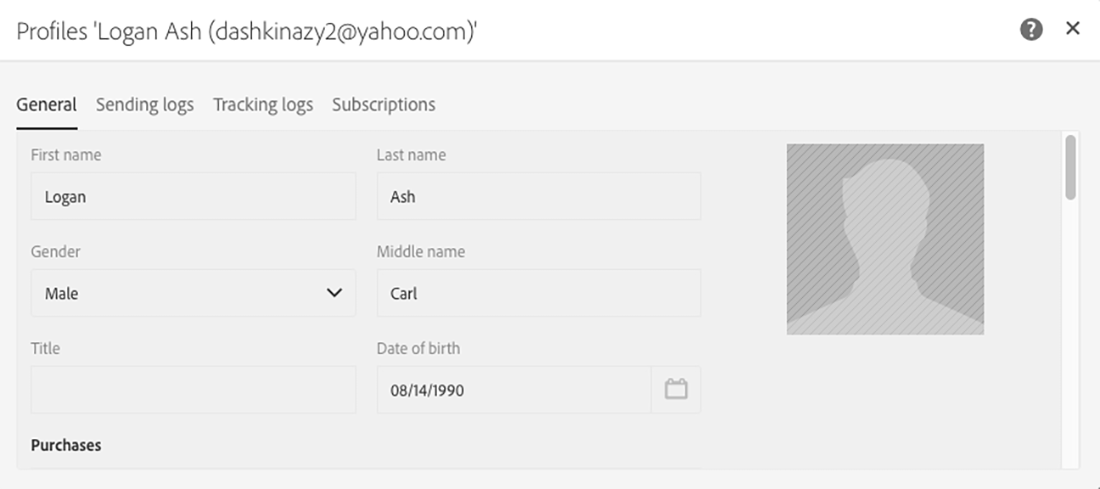 Profiles 'Logan Ash (dashkinazy2@yahoo.com)'
?
General Sending logs Tracking logs Subscriptions
First name Last name
Logan Ash
Gender Middle name
Male Carl
Title Date of birth
08/14/1990
Purchases